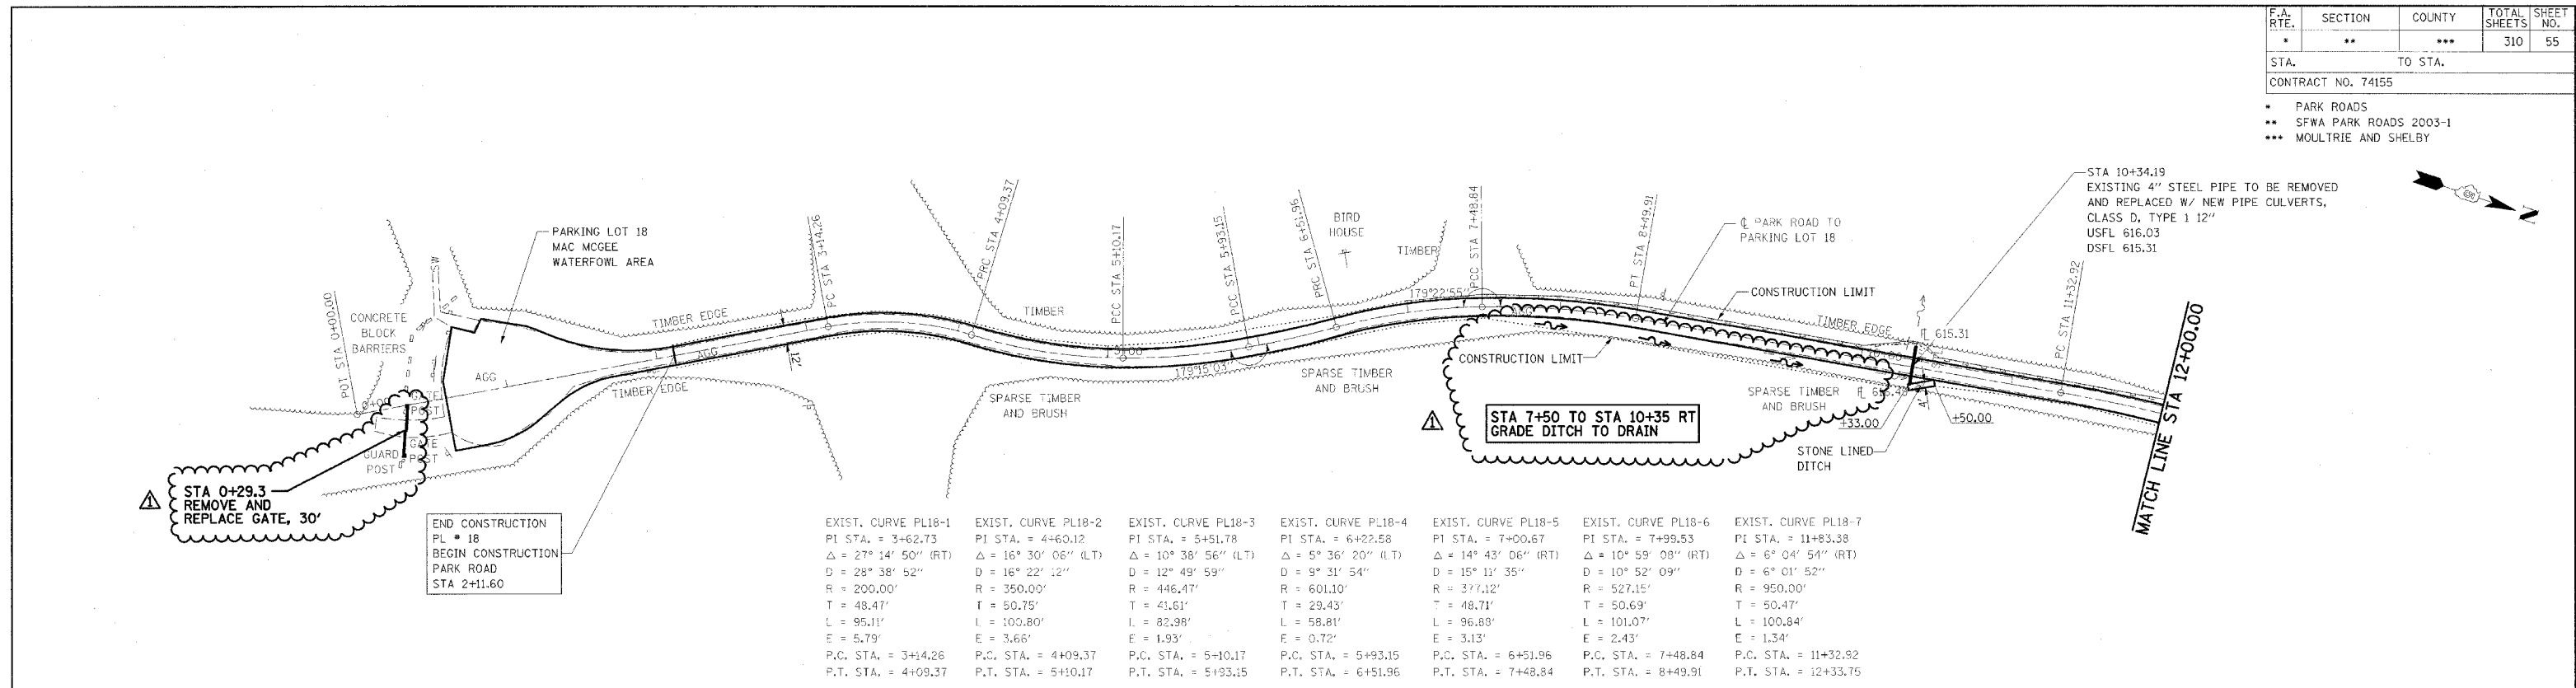 F.A. RTE. SECTION COUNTY TOTAL SHEETS SHEET NO.
* ** *** 310 55
STA. TO STA.
CONTRACT NO. 74155
* PARK ROADS
** SFWA PARK ROADS 2003-1
*** MOULTRIE AND SHELBY
STA 10+34.19
EXISTING 4" STEEL PIPE TO BE REMOVED
AND REPLACED W/ NEW PIPE CULVERTS,
CLASS D, TYPE 1 12"
USFL 616.03
DSFL 615.31
N
PARKING LOT 18
MAC MCGEE
WATERFOWL AREA
POT STA 0+00.00
CONCRETE
BLOCK
BARRIERS
SW
AGG
TIMBER EDGE
AGG
12'
TIMBER EDGE
PC STA 3+14.26
PRC STA 4+09.37
TIMBER
PCC STA 5+10.17
PCC STA 5+93.15
PRC STA 6+51.96
BIRD
HOUSE
TIMBER
179°22'55"
PCC STA 7+48.84
PT STA 8+49.91
℄ PARK ROAD TO
PARKING LOT 18
CONSTRUCTION LIMIT
TIMBER EDGE
FL 615.31
PC STA 11+32.92
MATCH LINE STA 12+00.00
179°15'03"
SPARSE TIMBER
AND BRUSH
SPARSE TIMBER
AND BRUSH
CONSTRUCTION LIMIT
SPARSE TIMBER
AND BRUSH
4'
+33.00
+50.00
STONE LINED
DITCH
1
STA 7+50 TO STA 10+35 RT
GRADE DITCH TO DRAIN
GATE
POST
GATE
POST
GUARD
POST
1
STA 0+29.3
REMOVE AND
REPLACE GATE, 30'
END CONSTRUCTION
PL # 18
BEGIN CONSTRUCTION
PARK ROAD
STA 2+11.60
EXIST. CURVE PL18-1
PI STA. = 3+62.73
Δ = 27° 14' 50" (RT)
D = 28° 38' 52"
R = 200.00'
T = 48.47'
L = 95.11'
E = 5.79'
P.C. STA. = 3+14.26
P.T. STA. = 4+09.37
EXIST. CURVE PL18-2
PI STA. = 4+60.12
Δ = 16° 30' 06" (LT)
D = 16° 22' 12"
R = 350.00'
T = 50.75'
L = 100.80'
E = 3.66'
P.C. STA. = 4+09.37
P.T. STA. = 5+10.17
EXIST. CURVE PL18-3
PI STA. = 5+51.78
Δ = 10° 38' 56" (LT)
D = 12° 49' 59"
R = 446.47'
T = 41.61'
L = 82.98'
E = 1.93'
P.C. STA. = 5+10.17
P.T. STA. = 5+93.15
EXIST. CURVE PL18-4
PI STA. = 6+22.58
Δ = 5° 36' 20" (LT)
D = 9° 31' 54"
R = 601.10'
T = 29.43'
L = 58.81'
E = 0.72'
P.C. STA. = 5+93.15
P.T. STA. = 6+51.96
EXIST. CURVE PL18-5
PI STA. = 7+00.67
Δ = 14° 43' 06" (RT)
D = 15° 11' 35"
R = 377.12'
T = 48.71'
L = 96.88'
E = 3.13'
P.C. STA. = 6+51.96
P.T. STA. = 7+48.84
EXIST. CURVE PL18-6
PI STA. = 7+99.53
Δ = 10° 59' 08" (RT)
D = 10° 52' 09"
R = 527.15'
T = 50.69'
L = 101.07'
E = 2.43'
P.C. STA. = 7+48.84
P.T. STA. = 8+49.91
EXIST. CURVE PL18-7
PI STA. = 11+83.38
Δ = 6° 04' 54" (RT)
D = 6° 01' 52"
R = 950.00'
T = 50.47'
L = 100.84'
E = 1.34'
P.C. STA. = 11+32.92
P.T. STA. = 12+33.75